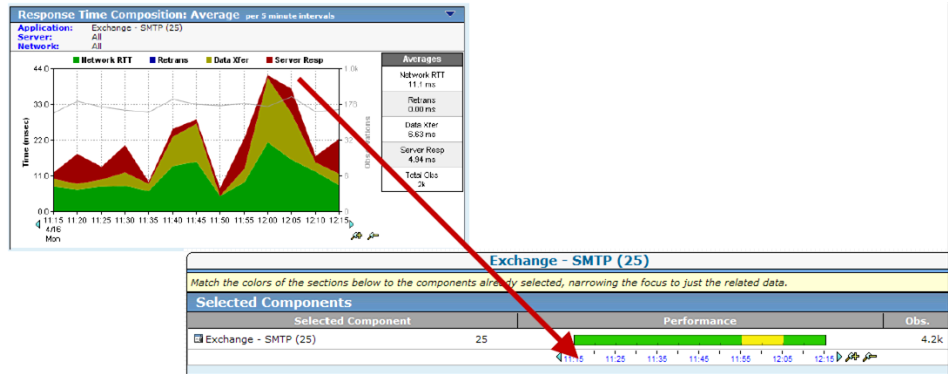 Response Time Composition: Average per 5 minute intervals
Application: Exchange - SMTP (25)
Server: All
Network: All
Network RTT Retrans Data Xfer Server Resp
Averages
Network RTT
11.1 ms
Retrans
0.00 ms
Data Xfer
6.63 ms
Server Resp
4.94 ms
Total Obs
2k
44.0
33.0
22.0
11.0
0.0
Time (msec)
1.0k
175
32
0
11:15 11:20 11:25 11:30 11:35 11:40 11:45 11:50 11:55 12:00 12:05 12:10 12:15
4/16
Mon
Exchange - SMTP (25)
Match the colors of the sections below to the components already selected, narrowing the focus to just the related data.
Selected Components
Selected Component Performance Obs.
Exchange - SMTP (25) 25 4.2k
11:15 11:25 11:35 11:45 11:55 12:05 12:15